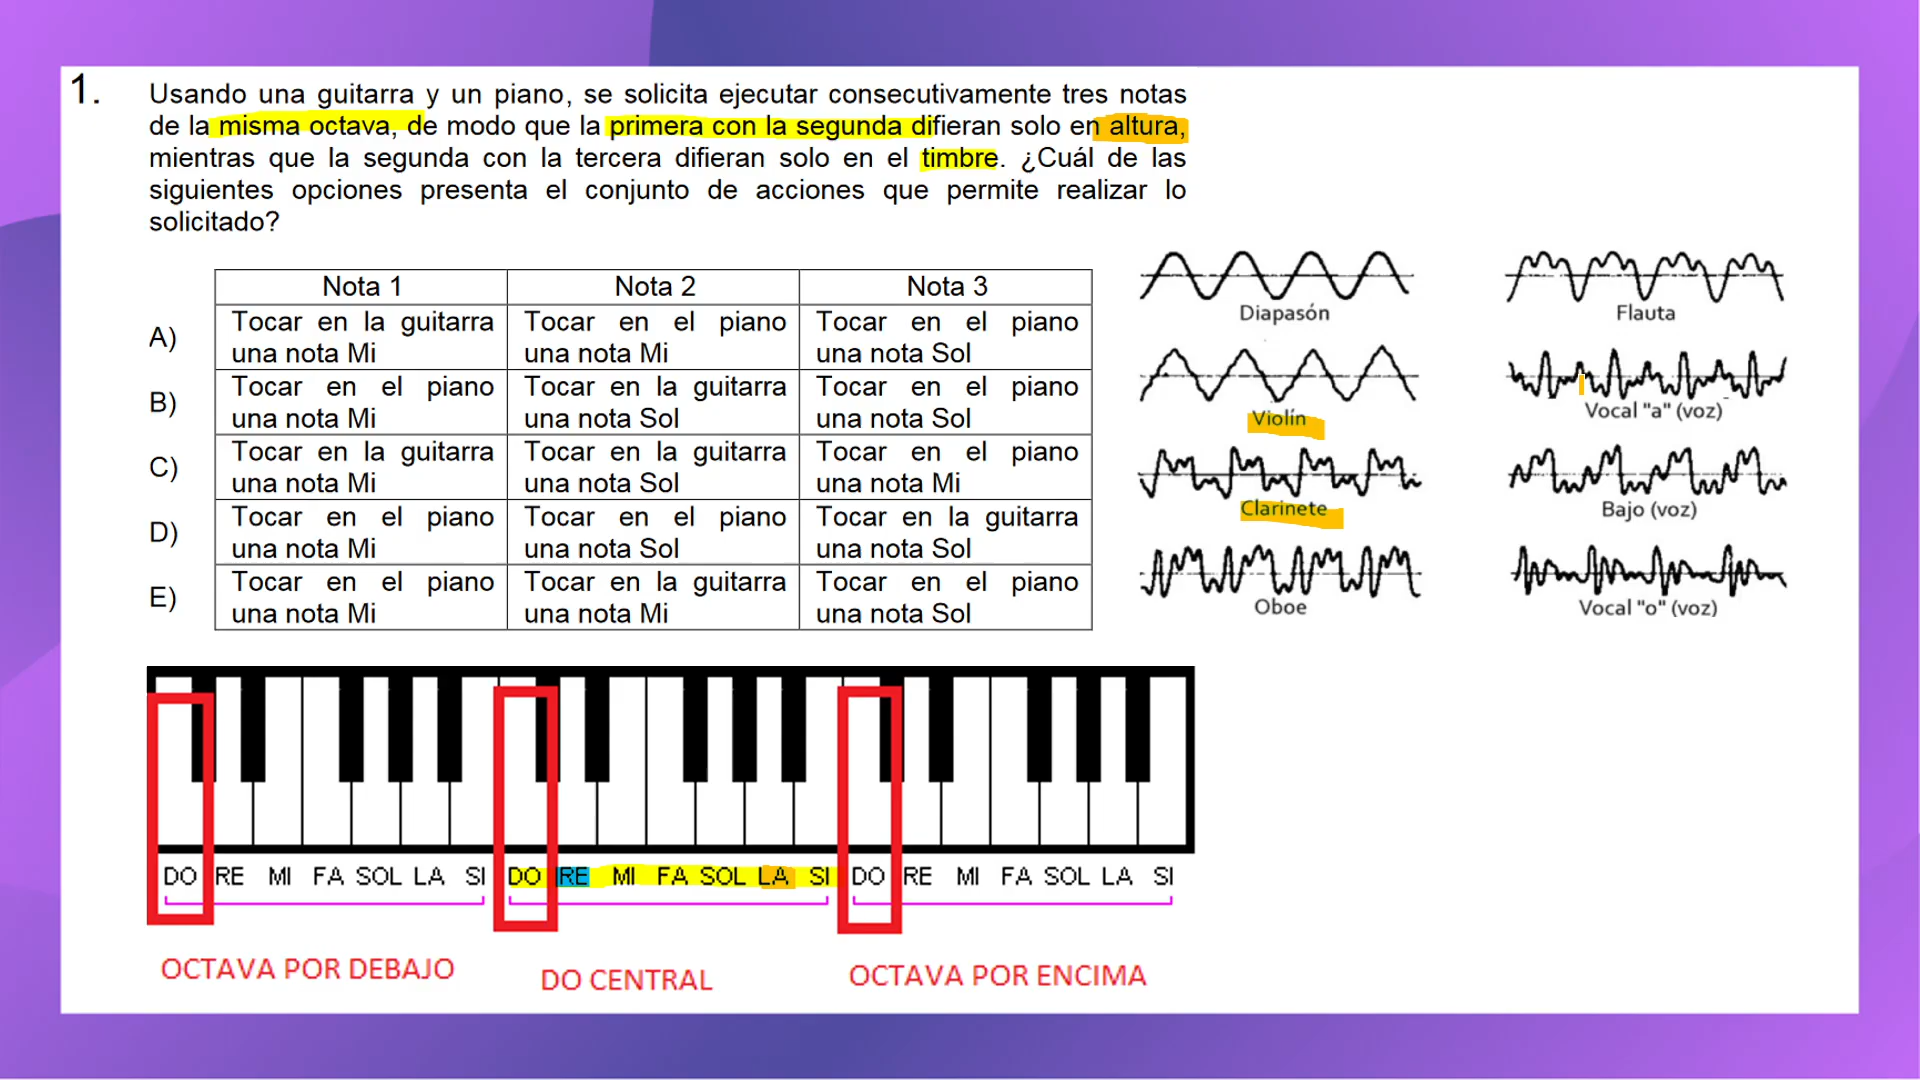 1.
Usando una guitarra y un piano, se solicita ejecutar consecutivamente tres notas
de la misma octava, de modo que la primera con la segunda difieran solo en altura,
mientras que la segunda con la tercera difieran solo en el timbre. ¿Cuál de las
siguientes opciones presenta el conjunto de acciones que permite realizar lo
solicitado?
Nota 1 Nota 2 Nota 3
A)
Tocar en la guitarra
una nota Mi
Tocar en el piano
una nota Mi
Tocar en el piano
una nota Sol
B)
Tocar en el piano
una nota Mi
Tocar en la guitarra
una nota Sol
Tocar en el piano
una nota Sol
C)
Tocar en la guitarra
una nota Mi
Tocar en la guitarra
una nota Sol
Tocar en el piano
una nota Mi
D)
Tocar en el piano
una nota Mi
Tocar en el piano
una nota Sol
Tocar en la guitarra
una nota Sol
E)
Tocar en el piano
una nota Mi
Tocar en la guitarra
una nota Mi
Tocar en el piano
una nota Sol
Diapasón
Flauta
Violín
Vocal "a" (voz)
Clarinete
Bajo (voz)
Oboe
Vocal "o" (voz)
DO RE MI FA SOL LA SI DO RE MI FA SOL LA SI DO RE MI FA SOL LA SI
OCTAVA POR DEBAJO
DO CENTRAL
OCTAVA POR ENCIMA